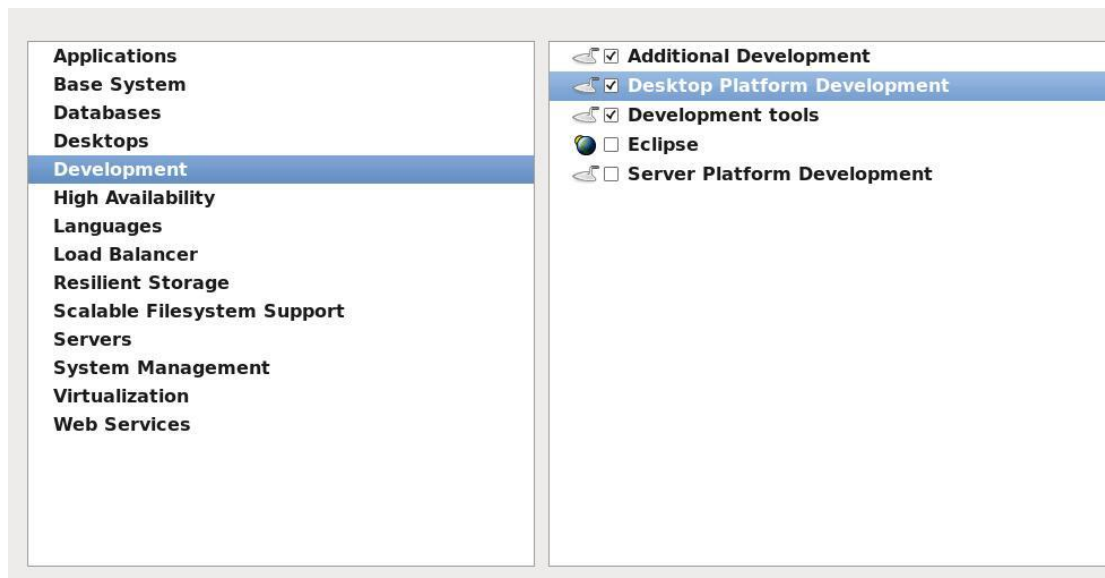 Applications
Base System
Databases
Desktops
Development
High Availability
Languages
Load Balancer
Resilient Storage
Scalable Filesystem Support
Servers
System Management
Virtualization
Web Services
Additional Development
Desktop Platform Development
Development tools
Eclipse
Server Platform Development